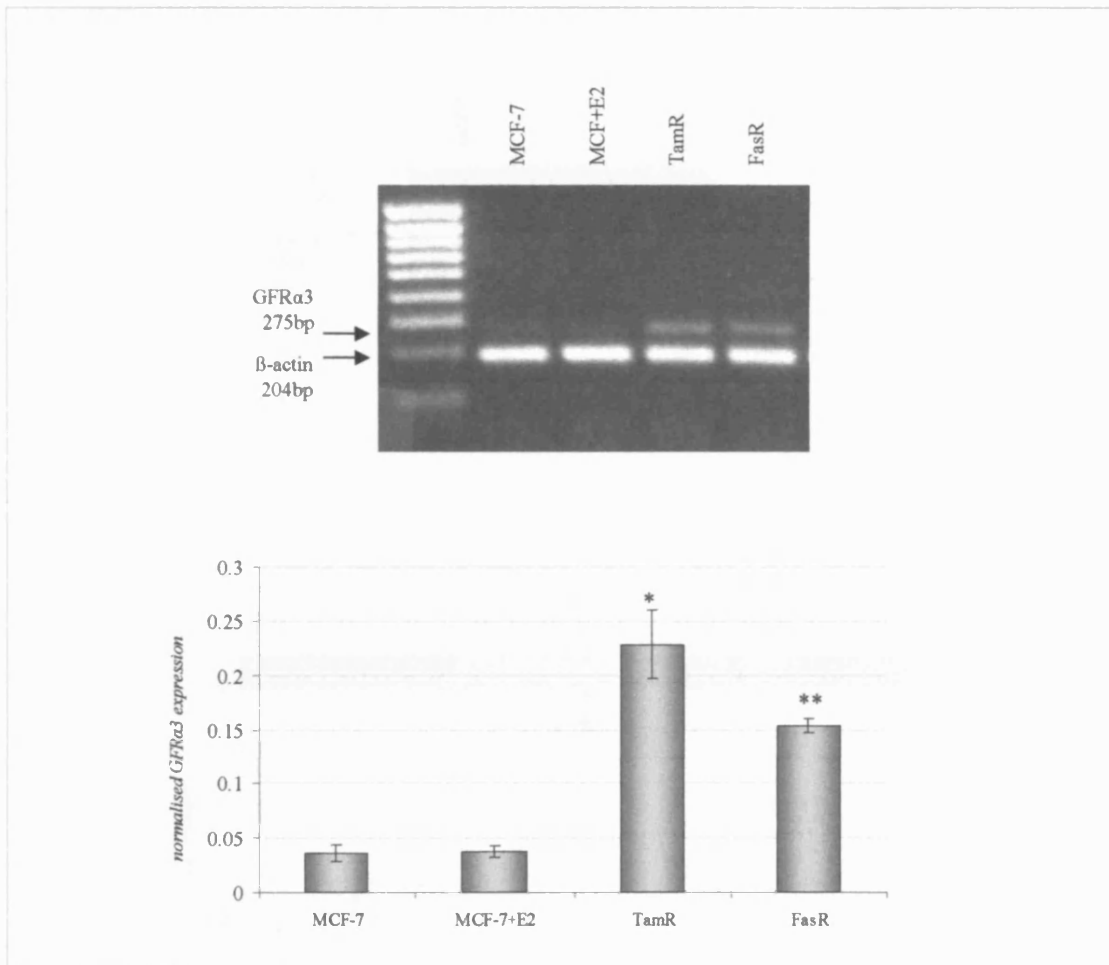 MCF-7
MCF+E2
TamR
FasR
GFRα3
275bp
β-actin
204bp
normalised GFRα3 expression
0.3
0.25
0.2
0.15
0.1
0.05
0
*
**
MCF-7
MCF-7+E2
TamR
FasR